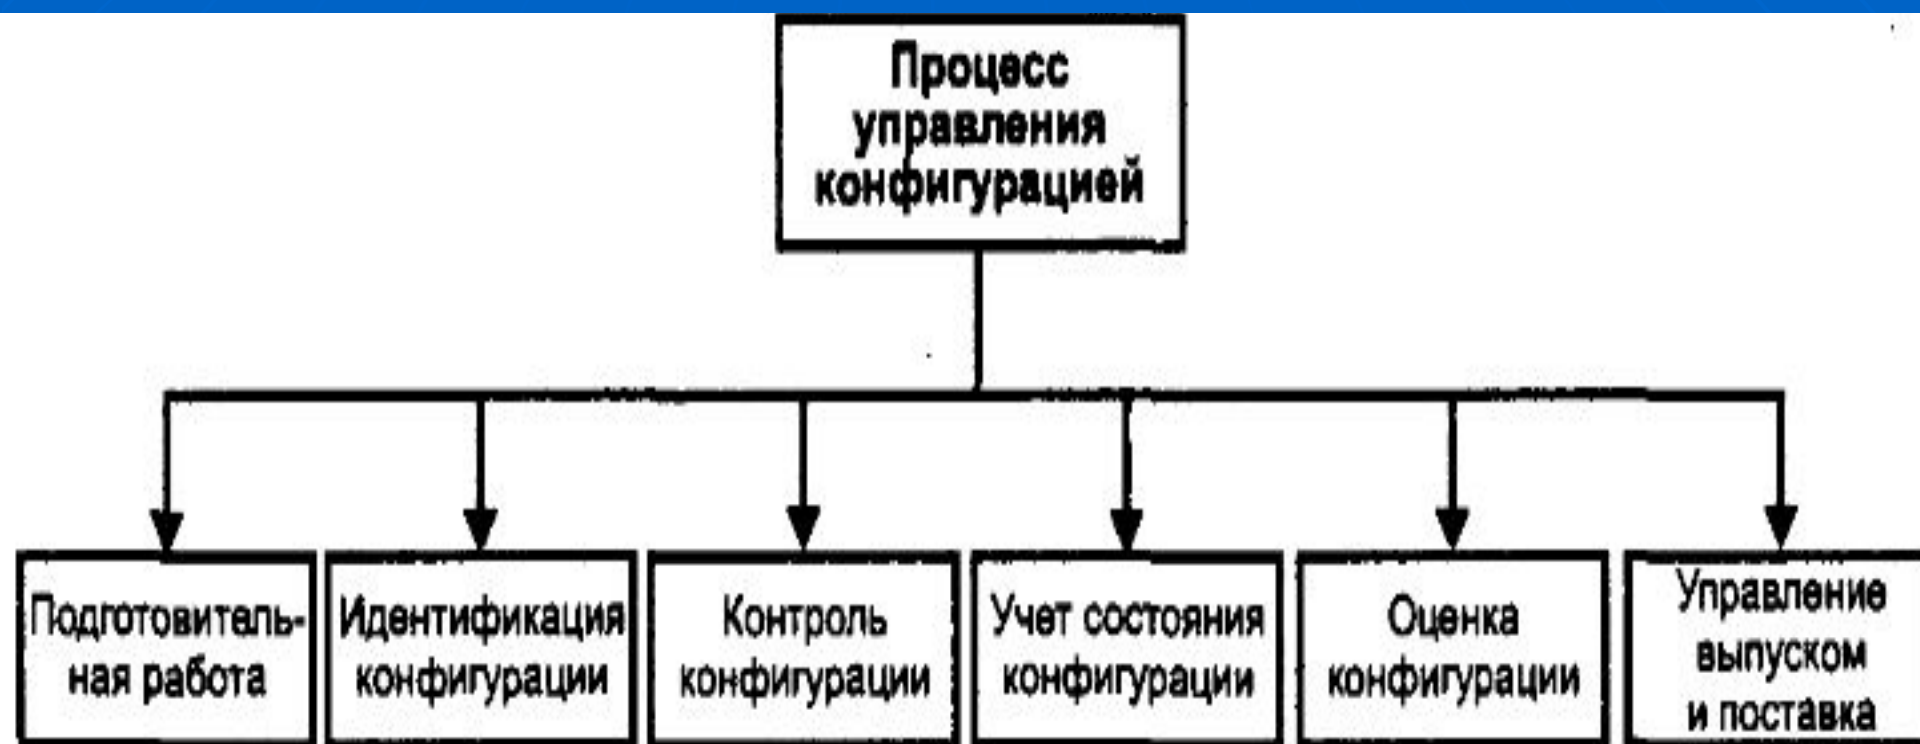 Процесс
управления
конфигурацией
Подготовитель-
ная работа
Идентификация
конфигурации
Контроль
конфигурации
Учет состояния
конфигурации
Оценка
конфигурации
Управление
выпуском
и поставка